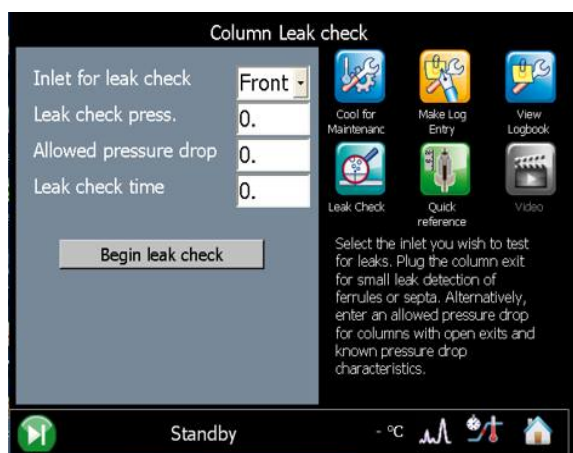 Column Leak check
Inlet for leak check
Front
Leak check press.
0.
Allowed pressure drop
0.
Leak check time
0.
Begin leak check
Cool for
Maintenanc
Make Log
Entry
View
Logbook
Leak Check
Quick
reference
Video
Select the inlet you wish to test
for leaks. Plug the column exit
for small leak detection of
ferrules or septa. Alternatively,
enter an allowed pressure drop
for columns with open exits and
known pressure drop
characteristics.
Standby
- °C